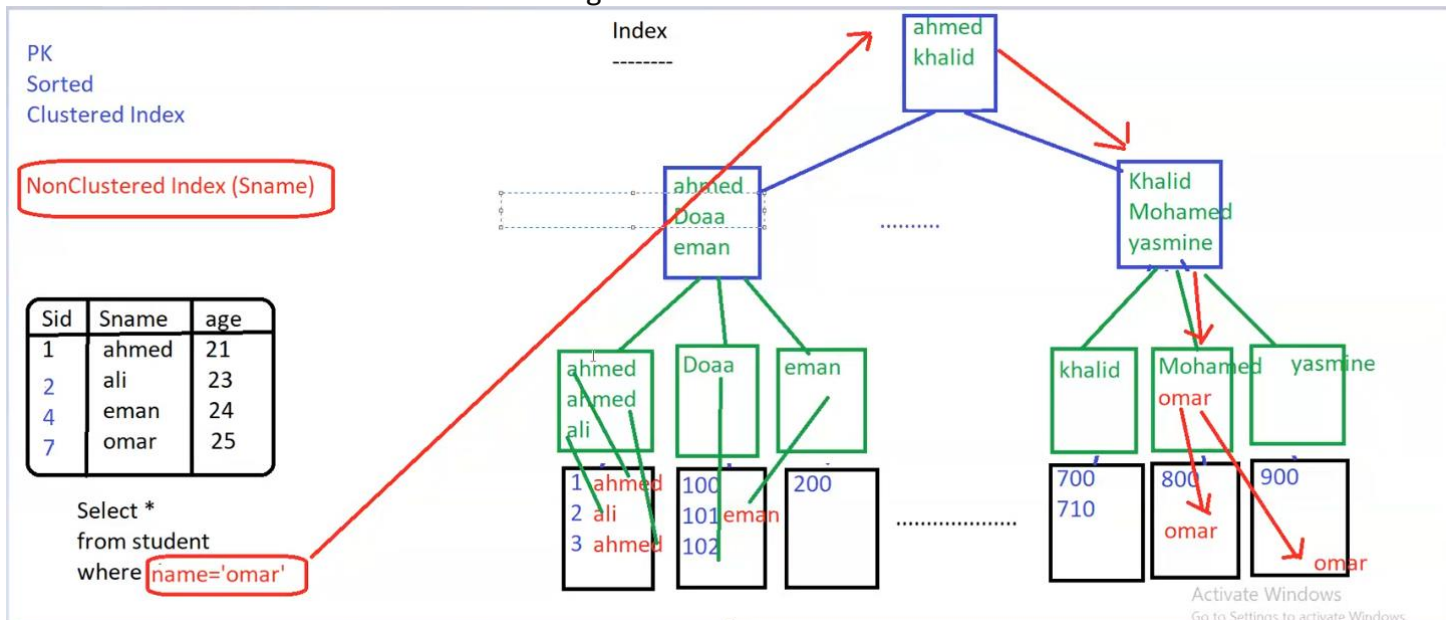 PK
Sorted
Clustered Index
NonClustered Index (Sname)
Sid Sname age
1 ahmed 21
2 ali 23
4 eman 24
7 omar 25
Select *
from student
where name='omar'
Index
--------
ahmed
khalid
ahmed
Doaa
eman
..........
Khalid
Mohamed
yasmine
ahmed
ahmed
ali
Doaa
eman
khalid
Mohamed
omar
yasmine
1 ahmed
2 ali
3 ahmed
100
101 eman
102
200
....................
700
710
800
omar
900
omar
Activate Windows
Go to Settings to activate Windows.